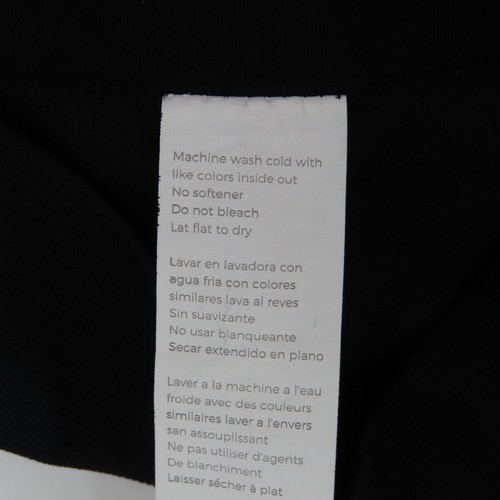 Machine wash cold with
like colors inside out
No softener
Do not bleach
Lat flat to dry
Lavar en lavadora con
agua fria con colores
similares lava al reves
Sin suavizante
No usar blanqueante
Secar extendido en plano
Laver a la machine a l'eau
froide avec des couleurs
similaires laver a l'envers
san assouplissant
Ne pas utiliser d'agents
De blanchiment
Laisser sécher à plat